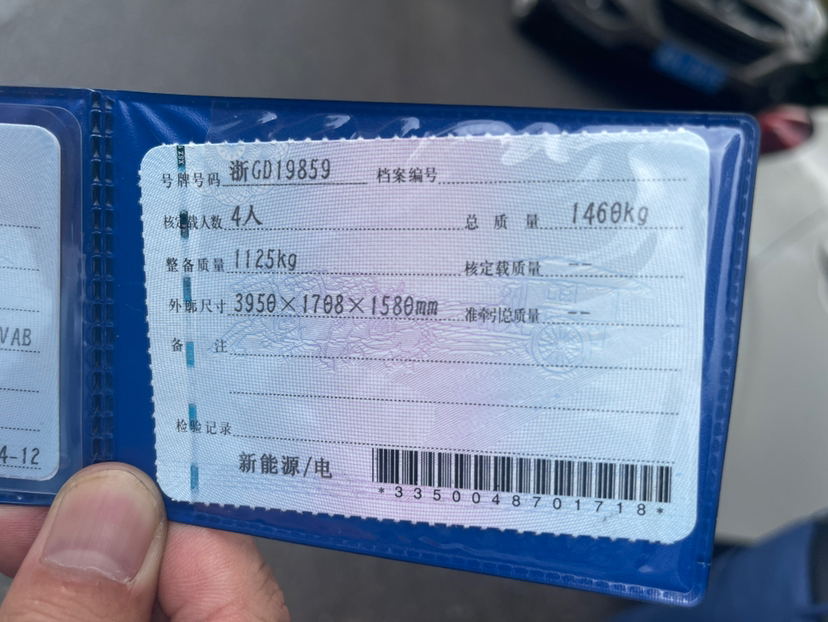 号牌号码 浙GD19859 档案编号
核定载人数 4人 总质量 1460kg
整备质量 1125kg 核定载质量 --
外廓尺寸 3950×1708×1580mm 准牵引总质量 --
备注
检验记录
新能源/电
*3350048701718*
VAB
4-12